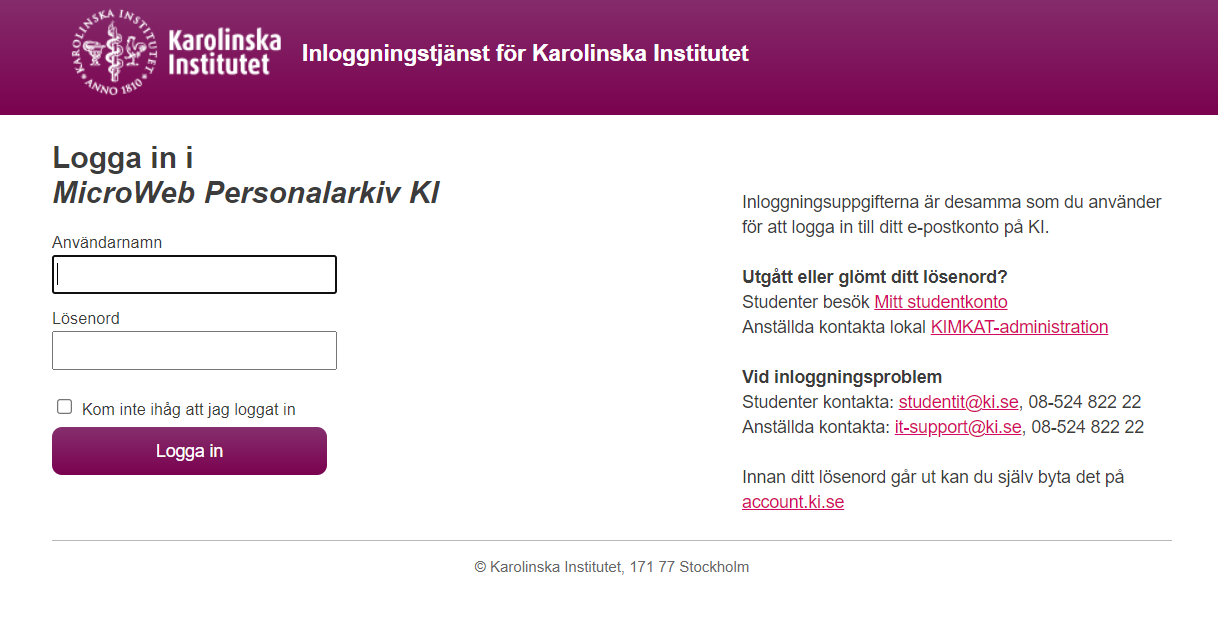 KAROLINSKA INSTITUTET
ANNO 1810
Karolinska
Institutet
Inloggningstjänst för Karolinska Institutet
Logga in i
MicroWeb Personalarkiv KI
Användarnamn
Lösenord
Kom inte ihåg att jag loggat in
Logga in
Inloggningsuppgifterna är desamma som du använder
för att logga in till ditt e-postkonto på KI.
Utgått eller glömt ditt lösenord?
Studenter besök Mitt studentkonto
Anställda kontakta lokal KIMKAT-administration
Vid inloggningsproblem
Studenter kontakta: studentit@ki.se, 08-524 822 22
Anställda kontakta: it-support@ki.se, 08-524 822 22
Innan ditt lösenord går ut kan du själv byta det på
account.ki.se
© Karolinska Institutet, 171 77 Stockholm